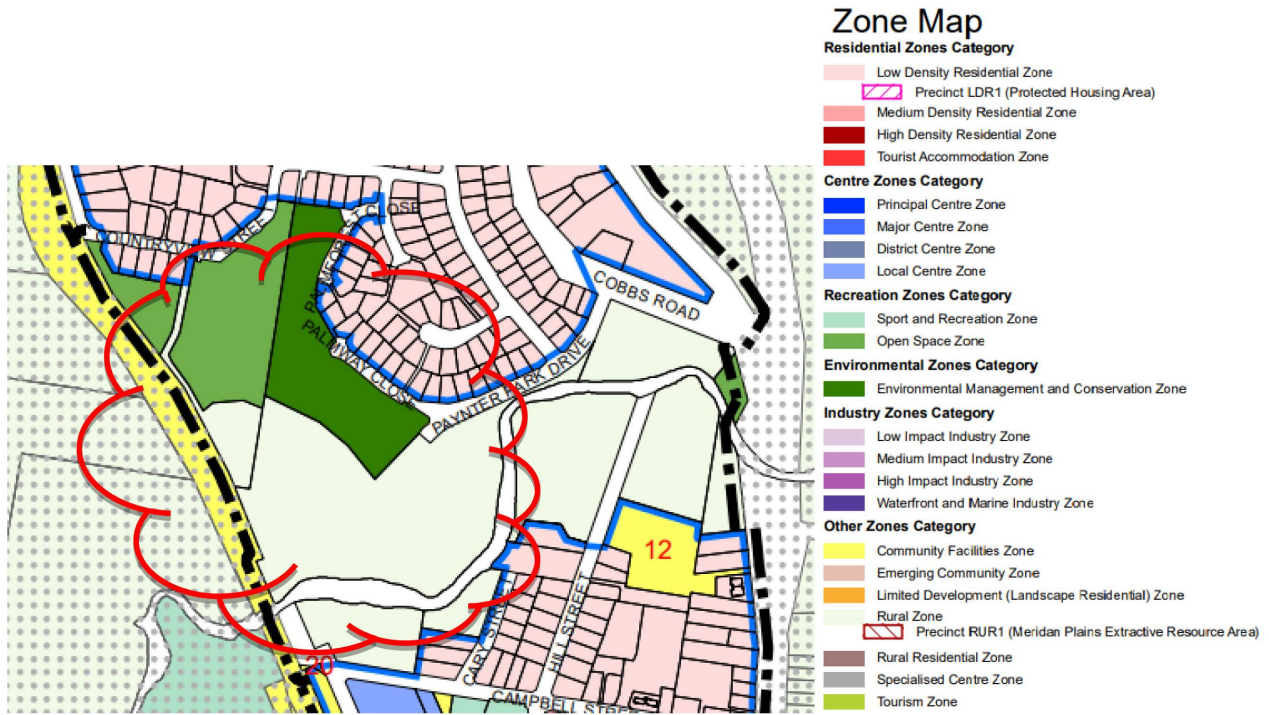 Zone Map
Residential Zones Category
Low Density Residential Zone
Precinct LDR1 (Protected Housing Area)
Medium Density Residential Zone
High Density Residential Zone
Tourist Accommodation Zone
Centre Zones Category
Principal Centre Zone
Major Centre Zone
District Centre Zone
Local Centre Zone
Recreation Zones Category
Sport and Recreation Zone
Open Space Zone
Environmental Zones Category
Environmental Management and Conservation Zone
Industry Zones Category
Low Impact Industry Zone
Medium Impact Industry Zone
High Impact Industry Zone
Waterfront and Marine Industry Zone
Other Zones Category
Community Facilities Zone
Emerging Community Zone
Limited Development (Landscape Residential) Zone
Rural Zone
Precinct RUR1 (Meridan Plains Extractive Resource Area)
Rural Residential Zone
Specialised Centre Zone
Tourism Zone
PALMFOREST CLOSE
COBBS ROAD
PALMWAY CLOSE
PAYNTER PARK DRIVE
12
CARY STREET
HILL STREET
20
CAMPBELL